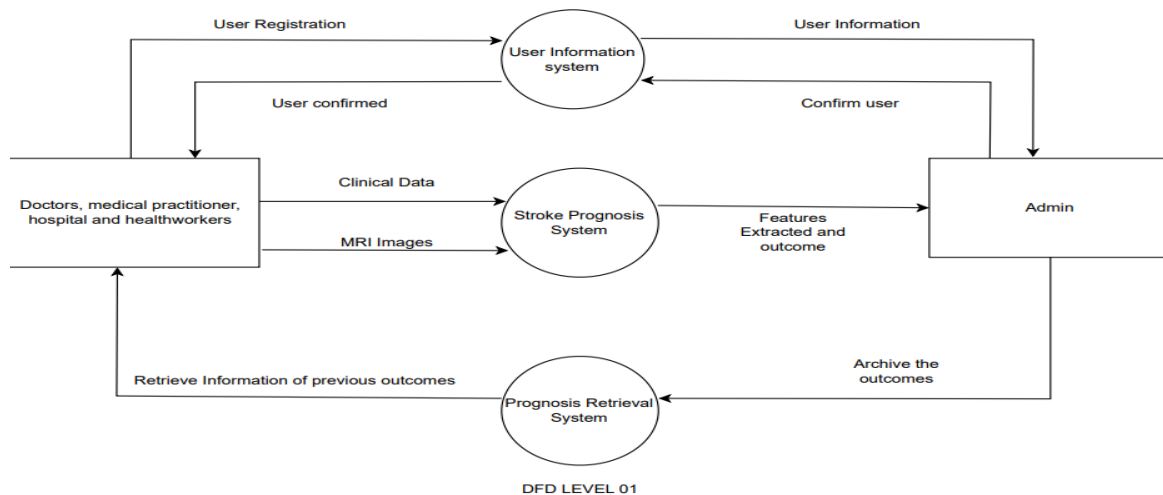 User Registration
User Information
User Information
system
User confirmed
Confirm user
Clinical Data
Doctors, medical practitioner,
hospital and healthworkers
Stroke Prognosis
System
Admin
Features
Extracted and
outcome
MRI Images
Archive the
outcomes
Retrieve Information of previous outcomes
Prognosis Retrieval
System
DFD LEVEL 01